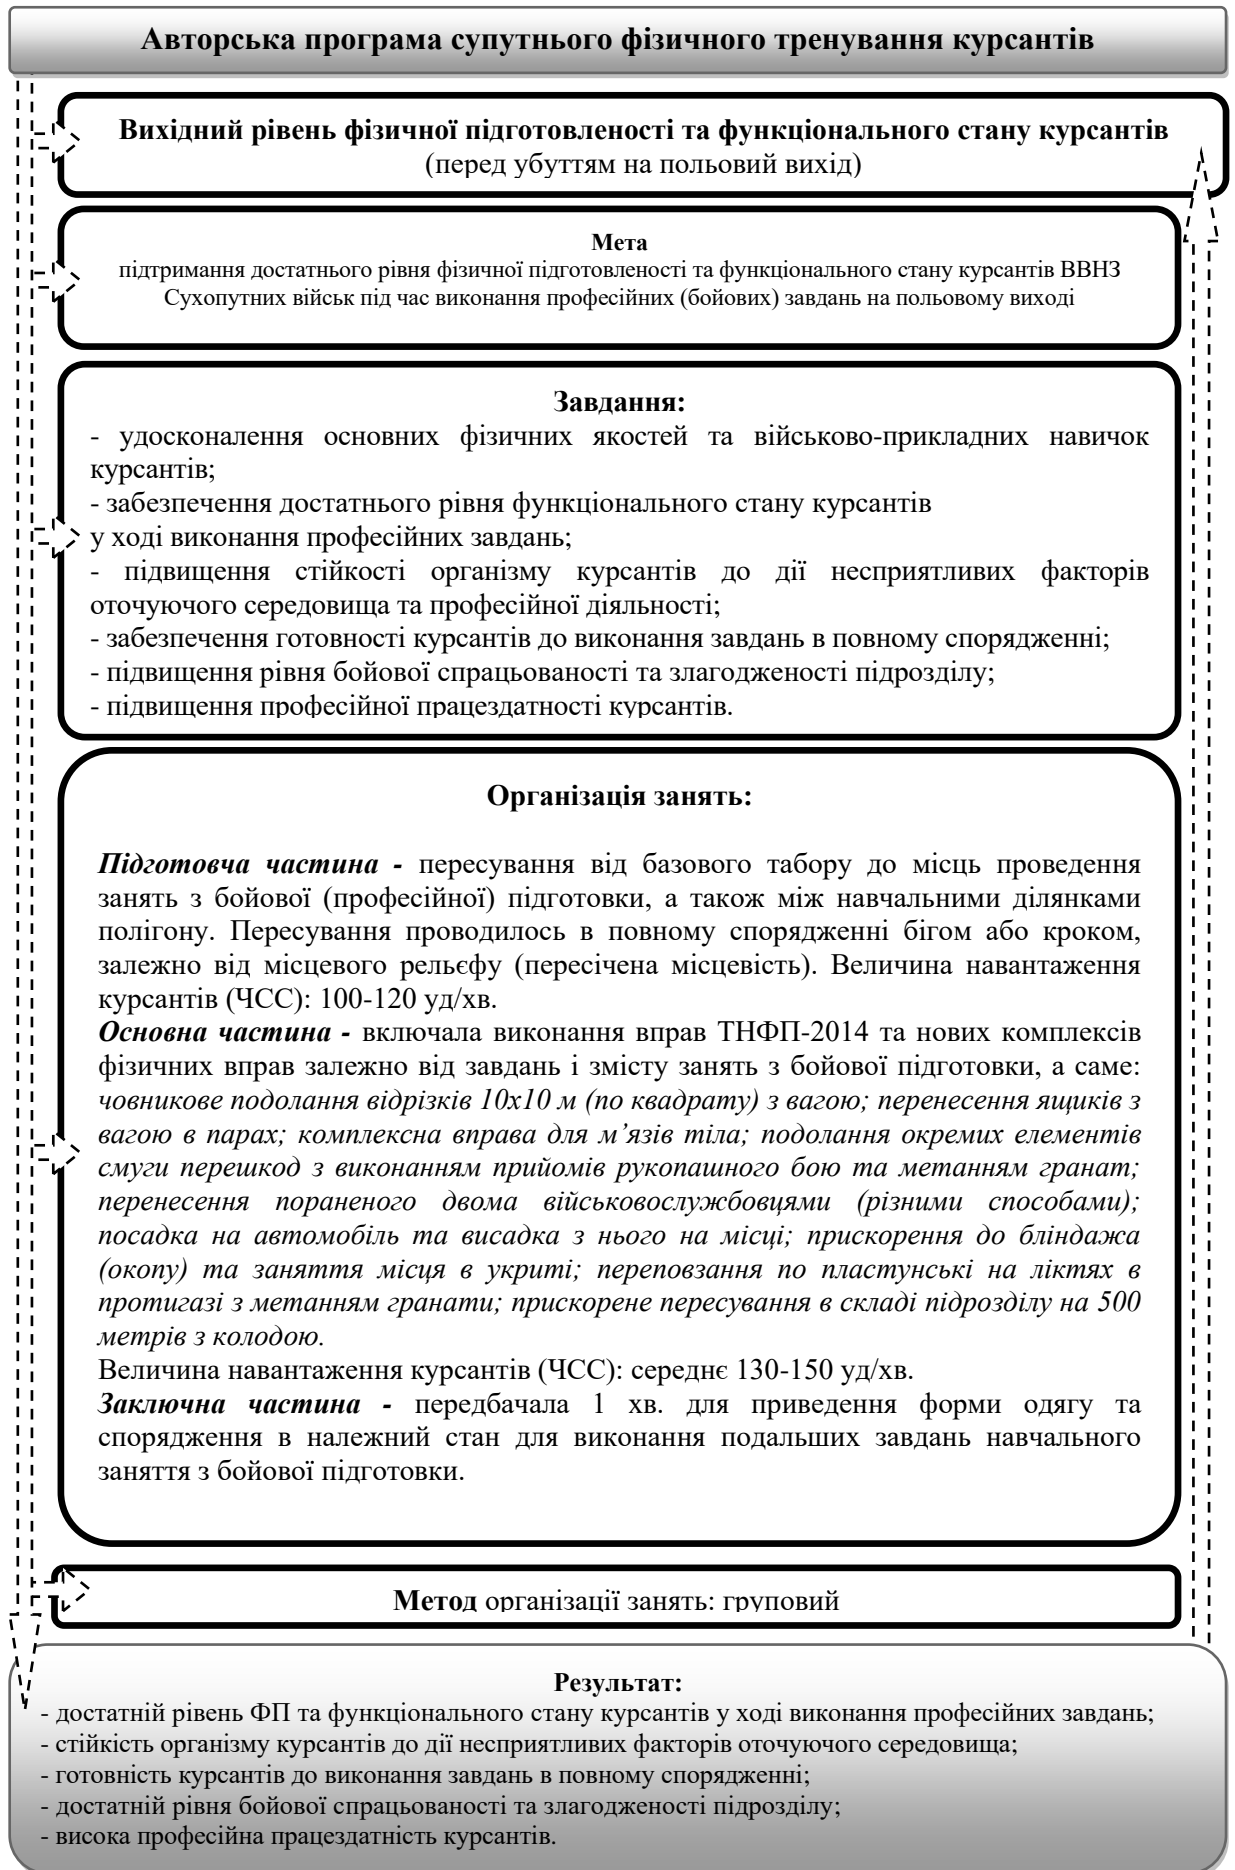 Авторська програма супутнього фізичного тренування курсантів
Вихідний рівень фізичної підготовленості та функціонального стану курсантів
(перед убуттям на польовий вихід)
Мета
підтримання достатнього рівня фізичної підготовленості та функціонального стану курсантів ВВНЗ
Сухопутних військ під час виконання професійних (бойових) завдань на польовому виході
Завдання:
- удосконалення основних фізичних якостей та військово-прикладних навичок
курсантів;
- забезпечення достатнього рівня функціонального стану курсантів
у ході виконання професійних завдань;
- підвищення стійкості організму курсантів до дії несприятливих факторів
оточуючого середовища та професійної діяльності;
- забезпечення готовності курсантів до виконання завдань в повному спорядженні;
- підвищення рівня бойової спрацьованості та злагодженості підрозділу;
- підвищення професійної працездатності курсантів.
Організація занять:
Підготовча частина - пересування від базового табору до місць проведення
занять з бойової (професійної) підготовки, а також між навчальними ділянками
полігону. Пересування проводилось в повному спорядженні бігом або кроком,
залежно від місцевого рельєфу (пересічена місцевість). Величина навантаження
курсантів (ЧСС): 100-120 уд/хв.
Основна частина - включала виконання вправ ТНФП-2014 та нових комплексів
фізичних вправ залежно від завдань і змісту занять з бойової підготовки, а саме:
човникове подолання відрізків 10х10 м (по квадрату) з вагою; перенесення ящиків з
вагою в парах; комплексна вправа для м’язів тіла; подолання окремих елементів
смуги перешкод з виконанням прийомів рукопашного бою та метанням гранат;
перенесення пораненого двома військовослужбовцями (різними способами);
посадка на автомобіль та висадка з нього на місці; прискорення до бліндажа
(окопу) та заняття місця в укриті; переповзання по пластунські на ліктях в
протигазі з метанням гранати; прискорене пересування в складі підрозділу на 500
метрів з колодою.
Величина навантаження курсантів (ЧСС): середнє 130-150 уд/хв.
Заключна частина - передбачала 1 хв. для приведення форми одягу та
спорядження в належний стан для виконання подальших завдань навчального
заняття з бойової підготовки.
Метод організації занять: груповий
Результат:
- достатній рівень ФП та функціонального стану курсантів у ході виконання професійних завдань;
- стійкість організму курсантів до дії несприятливих факторів оточуючого середовища;
- готовність курсантів до виконання завдань в повному спорядженні;
- достатній рівня бойової спрацьованості та злагодженості підрозділу;
- висока професійна працездатність курсантів.